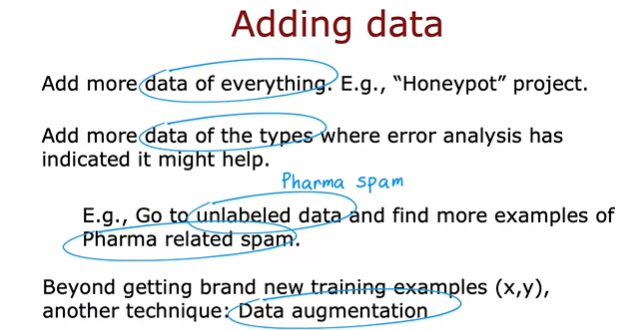 Adding data
Add more data of everything. E.g., “Honeypot” project.
Add more data of the types where error analysis has
indicated it might help.
Pharma spam
E.g., Go to unlabeled data and find more examples of
Pharma related spam.
Beyond getting brand new training examples (x,y),
another technique: Data augmentation